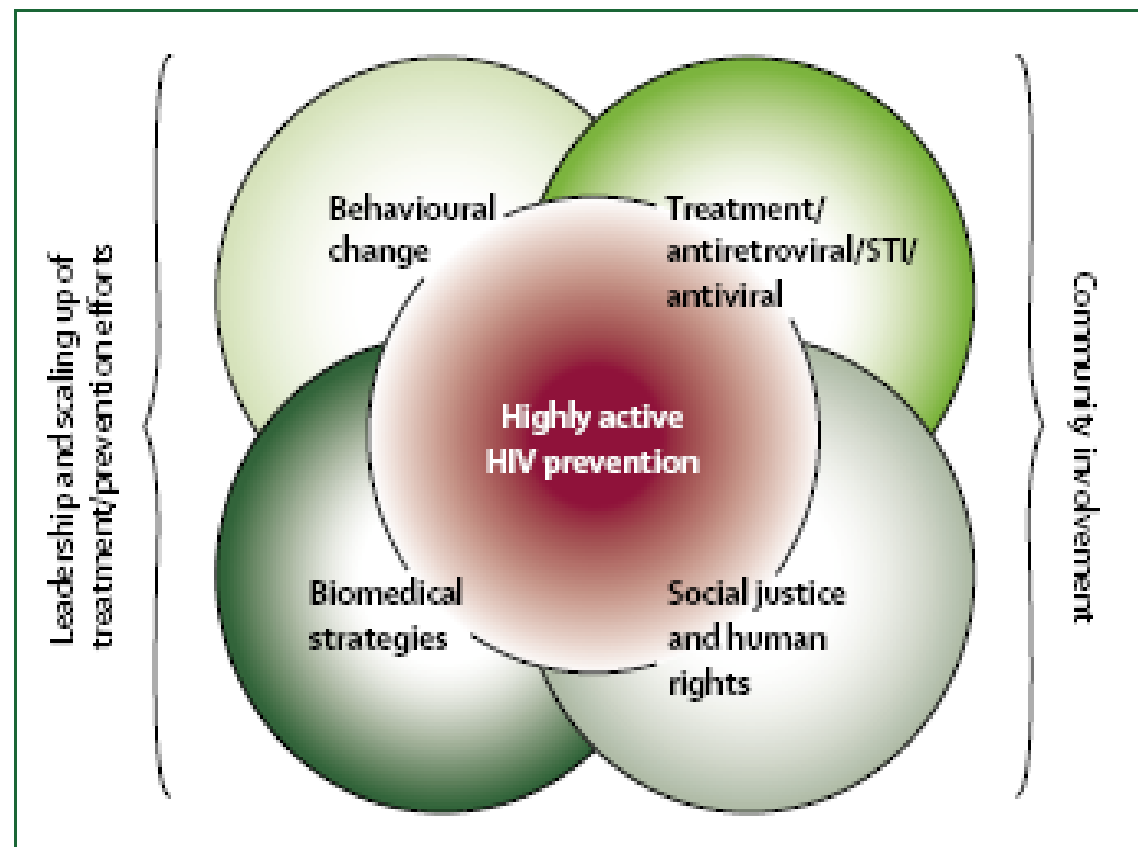 Leadership and scaling up of
treatment/prevention efforts
Behavioural
change
Treatment/
antiretroviral/STI/
antiviral
Highly active
HIV prevention
Biomedical
strategies
Social justice
and human
rights
Community involvement